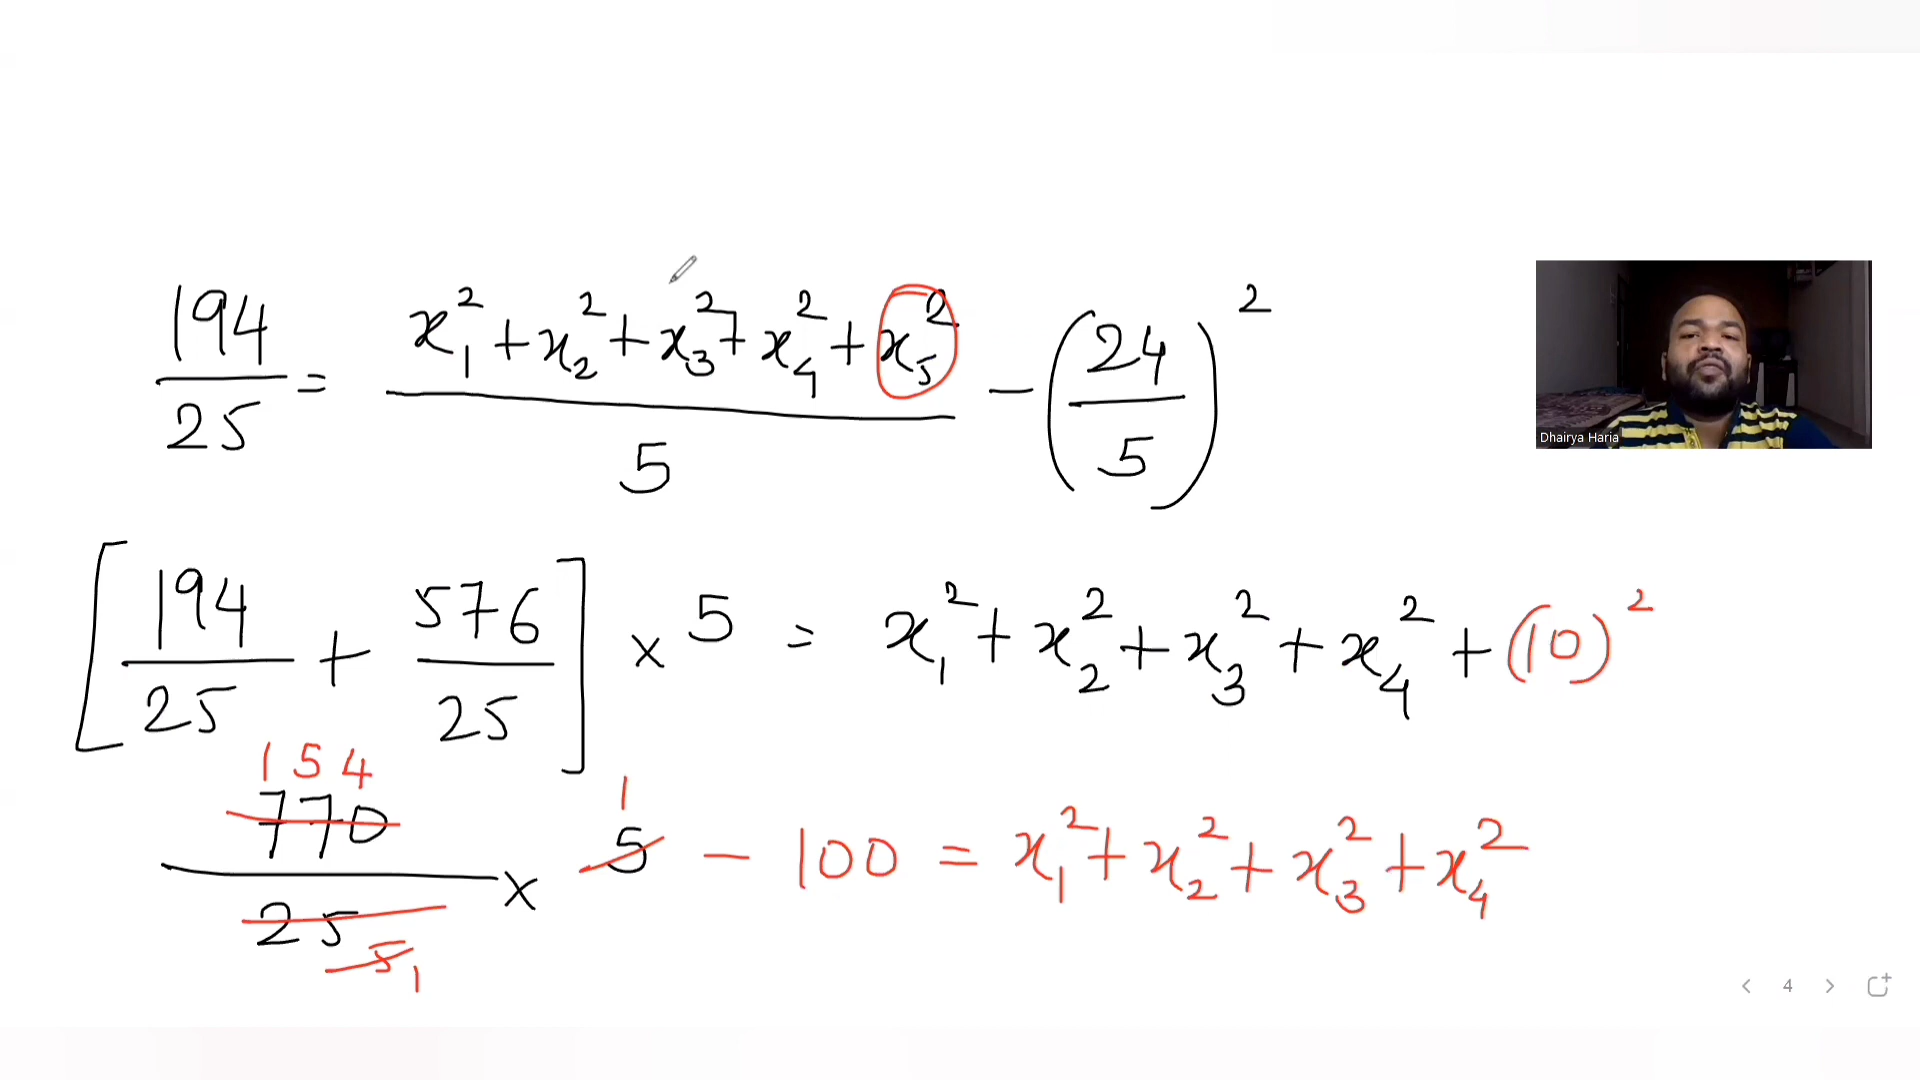 194/25 = (x₁² + x₂² + x₃² + x₄² + x₅²)/5 − (24/5)²
Dhairya Haria
[194/25 + 576/25] × 5 = x₁² + x₂² + x₃² + x₄² + (10)²
154 1
770/25 × 5 − 100 = x₁² + x₂² + x₃² + x₄²
5 1
4